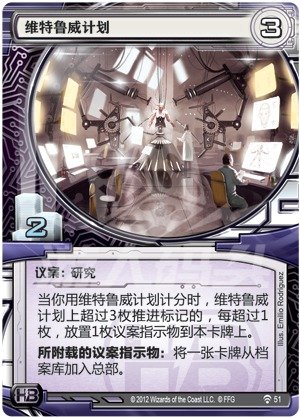 维特鲁威计划
3
2
议案：研究
当你用维特鲁威计划计分时，维特鲁威
计划上超过3枚推进标记的，每超过1
枚，放置1枚议案指示物到本卡牌上。
所附载的议案指示物：将一张卡牌从档
案库加入总部。
Illus. Emilio Rodriguez
HB
© 2012 Wizards of the Coast LLC. © FFG
51